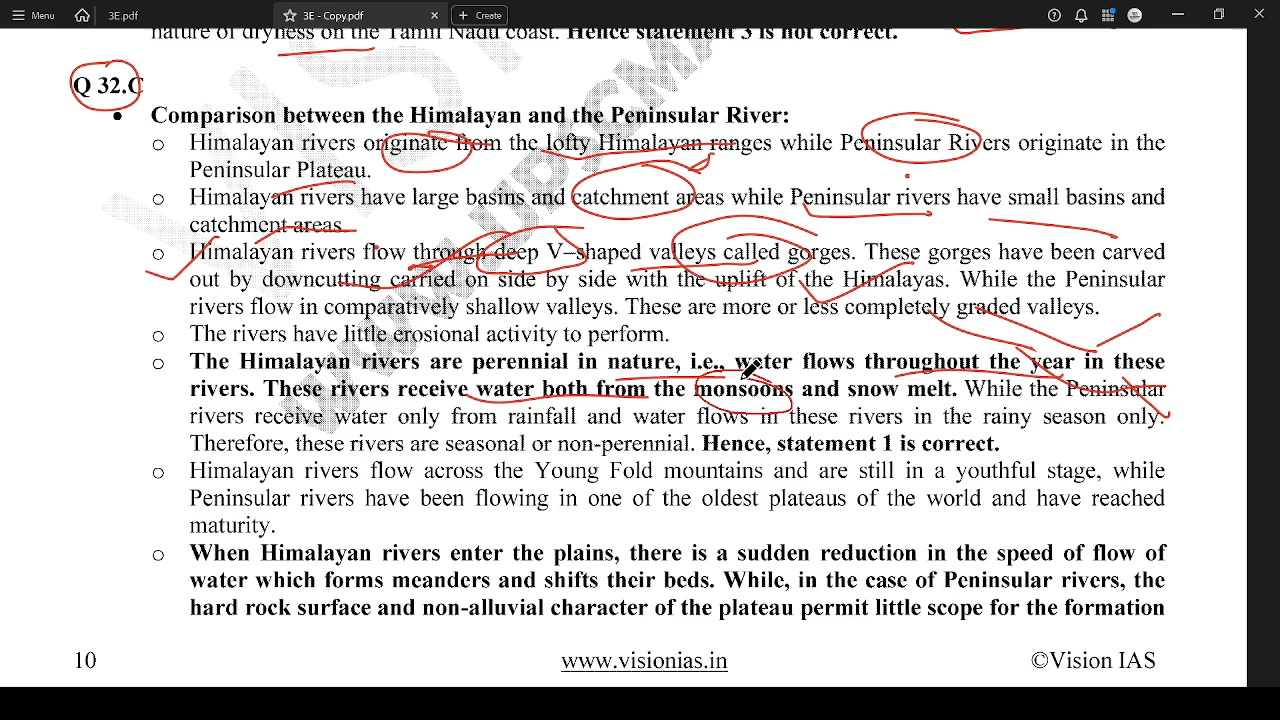 Menu
3E.pdf
3E - Copy.pdf
Create
nature of dryness on the Tamil Nadu coast. Hence statement 3 is not correct.
Q 32.C
• Comparison between the Himalayan and the Peninsular River:
o Himalayan rivers originate from the lofty Himalayan ranges while Peninsular Rivers originate in the
Peninsular Plateau.
o Himalayan rivers have large basins and catchment areas while Peninsular rivers have small basins and
catchment areas.
o Himalayan rivers flow through deep V–shaped valleys called gorges. These gorges have been carved
out by downcutting carried on side by side with the uplift of the Himalayas. While the Peninsular
rivers flow in comparatively shallow valleys. These are more or less completely graded valleys.
o The rivers have little erosional activity to perform.
o The Himalayan rivers are perennial in nature, i.e., water flows throughout the year in these
rivers. These rivers receive water both from the monsoons and snow melt. While the Peninsular
rivers receive water only from rainfall and water flows in these rivers in the rainy season only.
Therefore, these rivers are seasonal or non-perennial. Hence, statement 1 is correct.
o Himalayan rivers flow across the Young Fold mountains and are still in a youthful stage, while
Peninsular rivers have been flowing in one of the oldest plateaus of the world and have reached
maturity.
o When Himalayan rivers enter the plains, there is a sudden reduction in the speed of flow of
water which forms meanders and shifts their beds. While, in the case of Peninsular rivers, the
hard rock surface and non-alluvial character of the plateau permit little scope for the formation
10
www.visionias.in
©Vision IAS